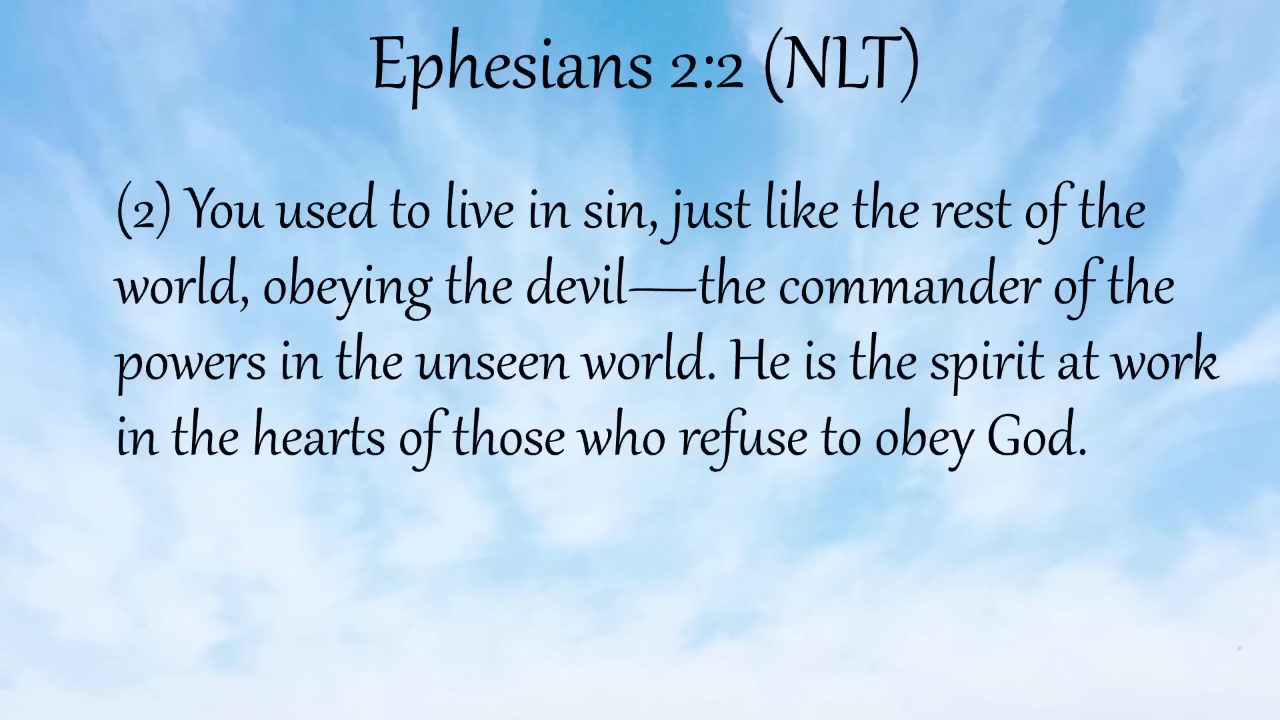 Ephesians 2:2 (NLT)
(2) You used to live in sin, just like the rest of the
world, obeying the devil—the commander of the
powers in the unseen world. He is the spirit at work
in the hearts of those who refuse to obey God.